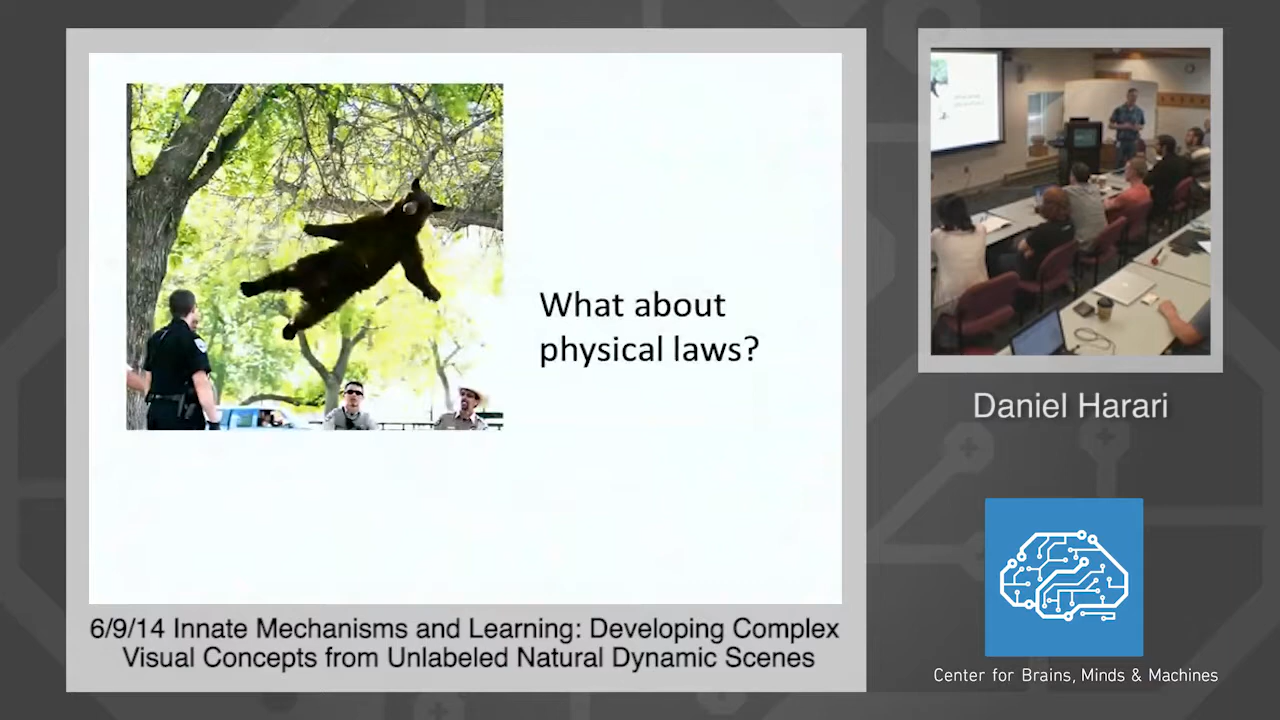 What about
physical laws?
6/9/14 Innate Mechanisms and Learning: Developing Complex
Visual Concepts from Unlabeled Natural Dynamic Scenes
Daniel Harari
Center for Brains, Minds & Machines